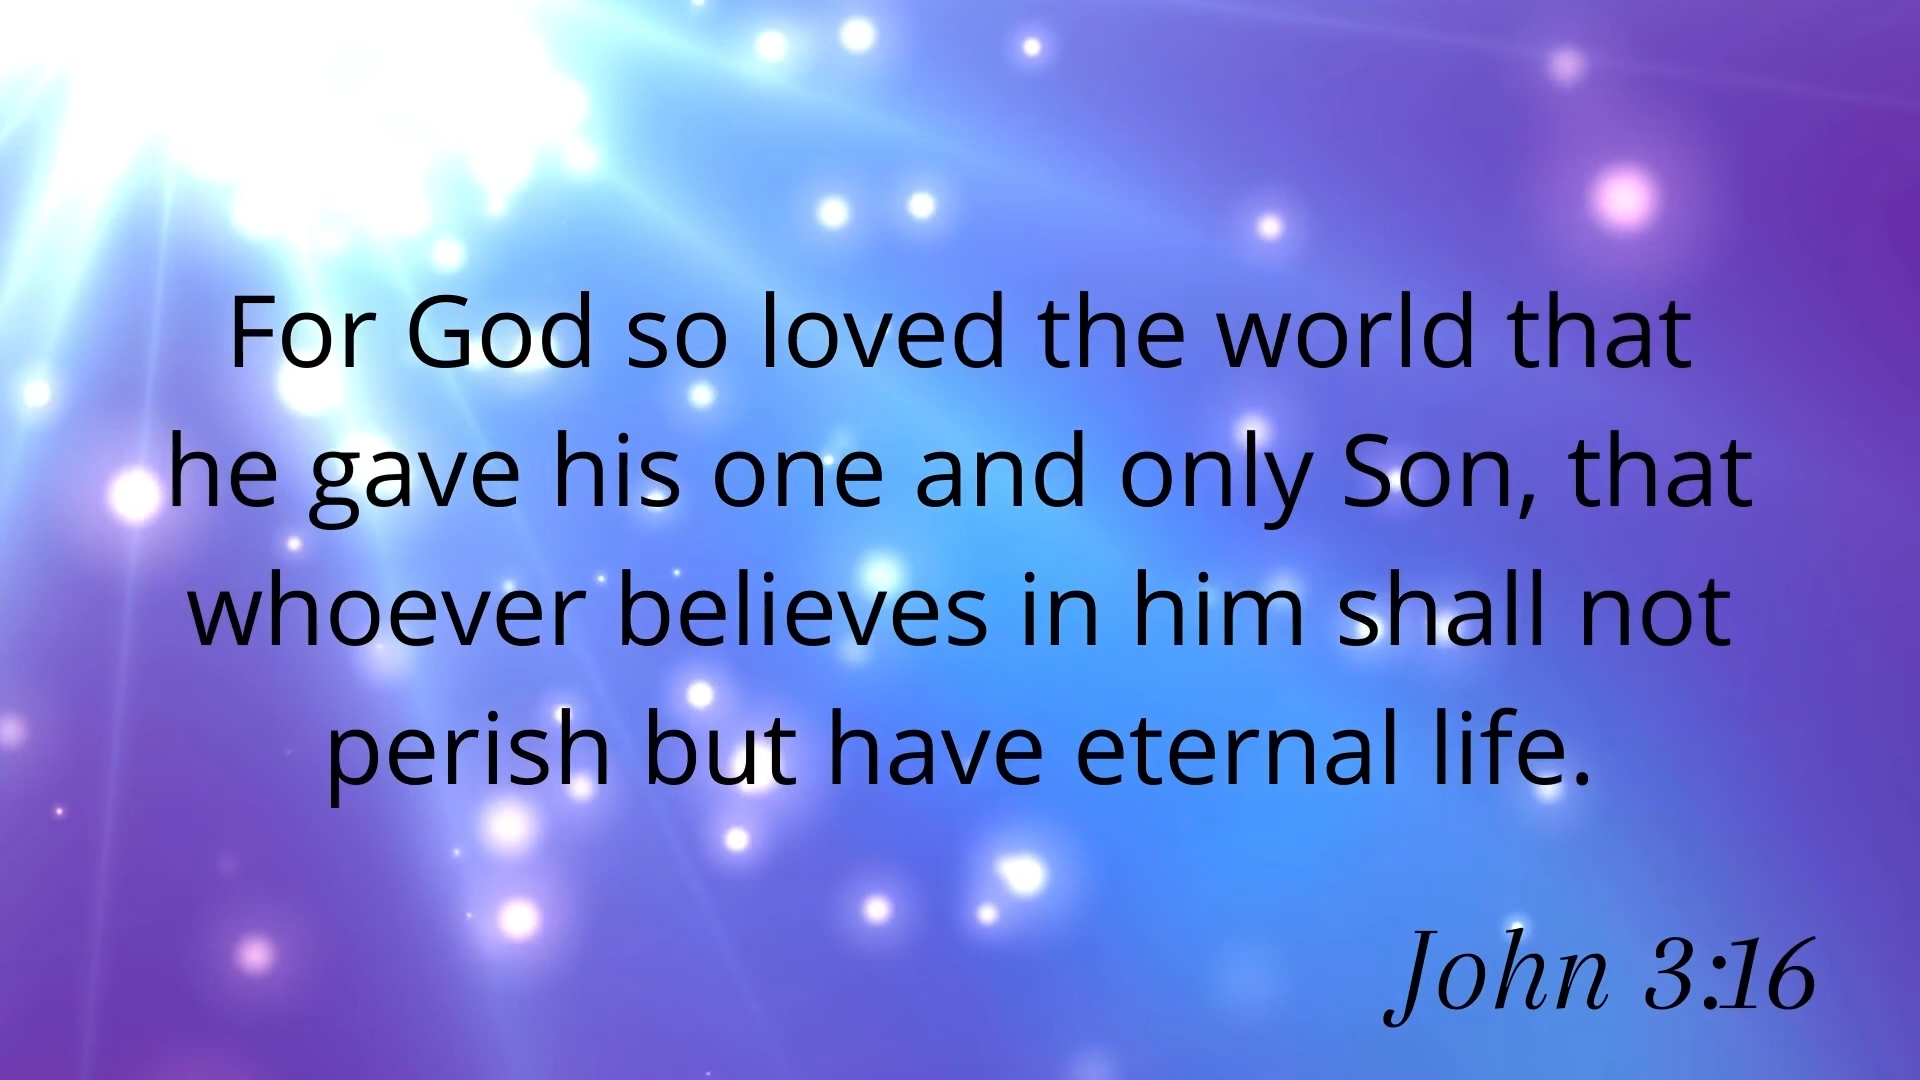 For God so loved the world that
he gave his one and only Son, that
whoever believes in him shall not
perish but have eternal life.
John 3:16